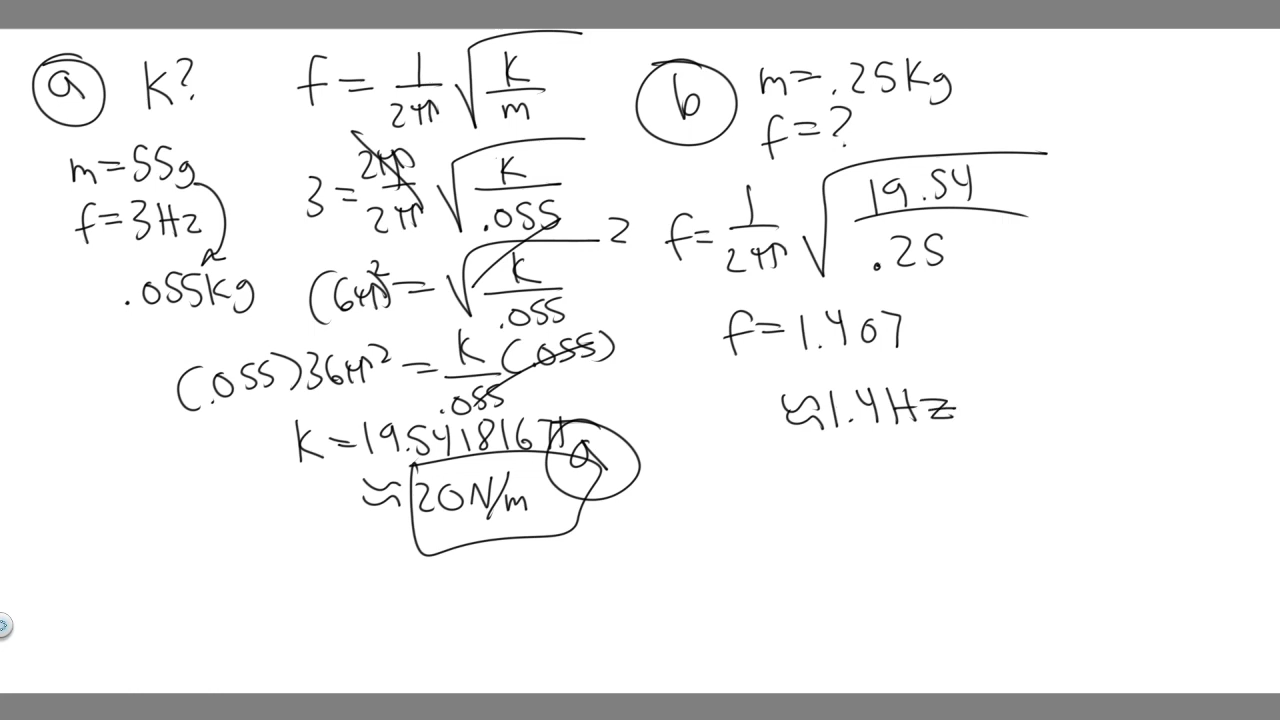 a k?
m=55g
f=3Hz
.055kg
f=1/2π √k/m
3=2π 1/2π √k/.055
(6π)²=√k/.055 2
(.055)36π²=k/.055(.055)
k=19.5418167
≈20N/m a
b m=.25kg
f=?
f=1/2π √19.54/.25
f=1.407
≈1.4Hz